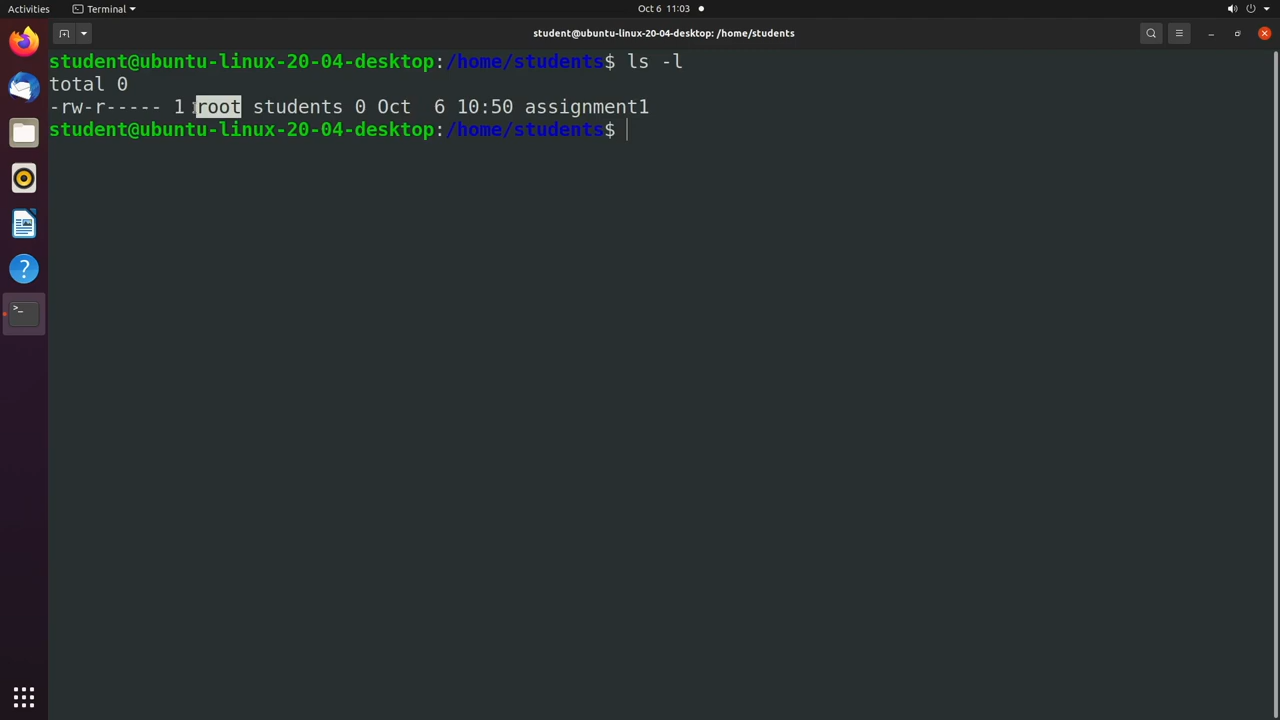 Activities
Terminal
Oct 6 11:03
student@ubuntu-linux-20-04-desktop: /home/students
student@ubuntu-linux-20-04-desktop:/home/students$ ls -l
total 0
-rw-r----- 1 root students 0 Oct  6 10:50 assignment1
student@ubuntu-linux-20-04-desktop:/home/students$